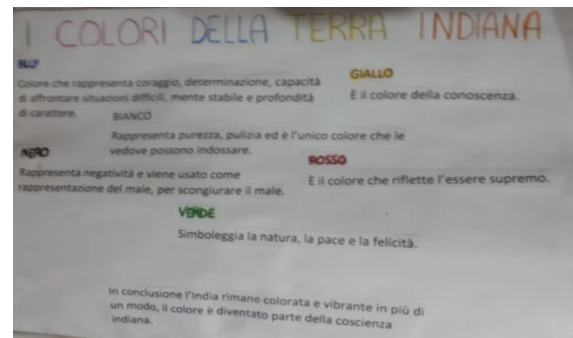 I COLORI DELLA TERRA INDIANA
BLU
Colore che rappresenta coraggio, determinazione, capacità
di affrontare situazioni difficili, mente stabile e profondità
di carattere.
GIALLO
È il colore della conoscenza.
BIANCO
Rappresenta purezza, pulizia ed è l'unico colore che le
vedove possono indossare.
NERO
Rappresenta negatività e viene usato come
rappresentazione del male, per scongiurare il male.
ROSSO
È il colore che riflette l'essere supremo.
VERDE
Simboleggia la natura, la pace e la felicità.
In conclusione l'India rimane colorata e vibrante in più di
un modo, il colore è diventato parte della coscienza
indiana.